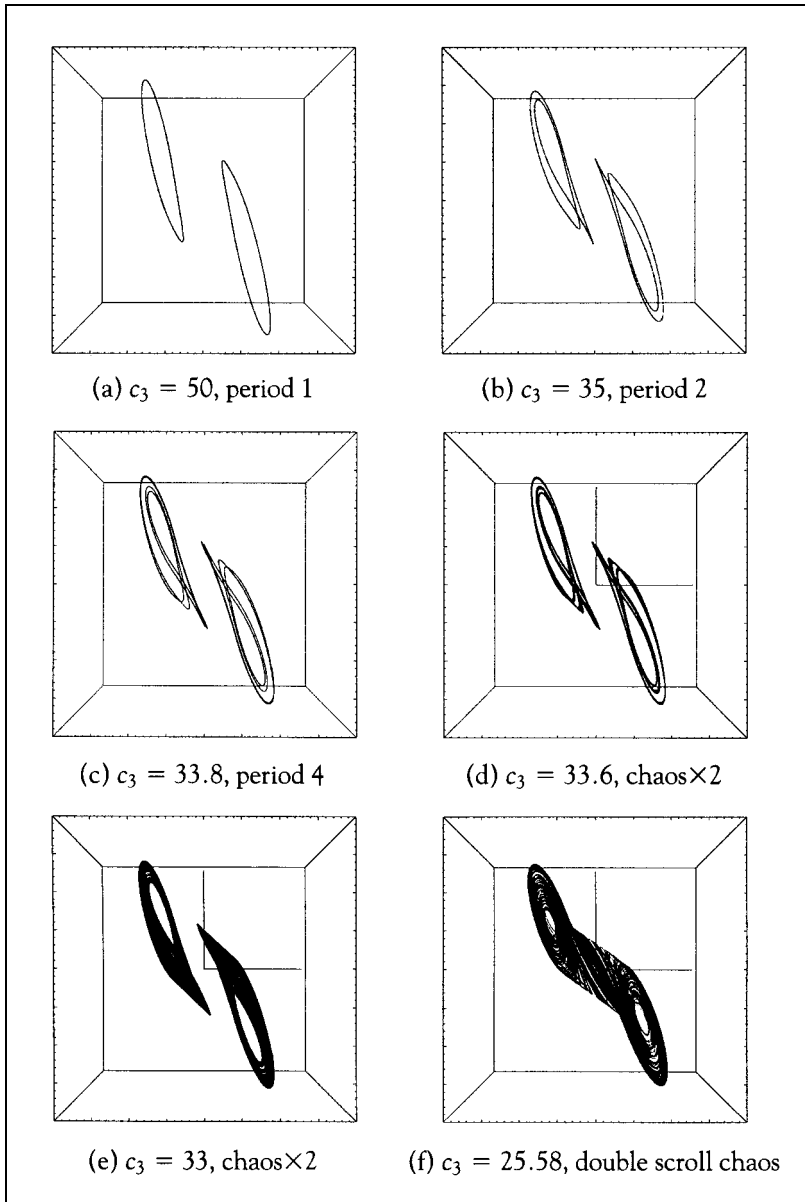 (a) c₃ = 50, period 1
(b) c₃ = 35, period 2
(c) c₃ = 33.8, period 4
(d) c₃ = 33.6, chaos×2
(e) c₃ = 33, chaos×2
(f) c₃ = 25.58, double scroll chaos